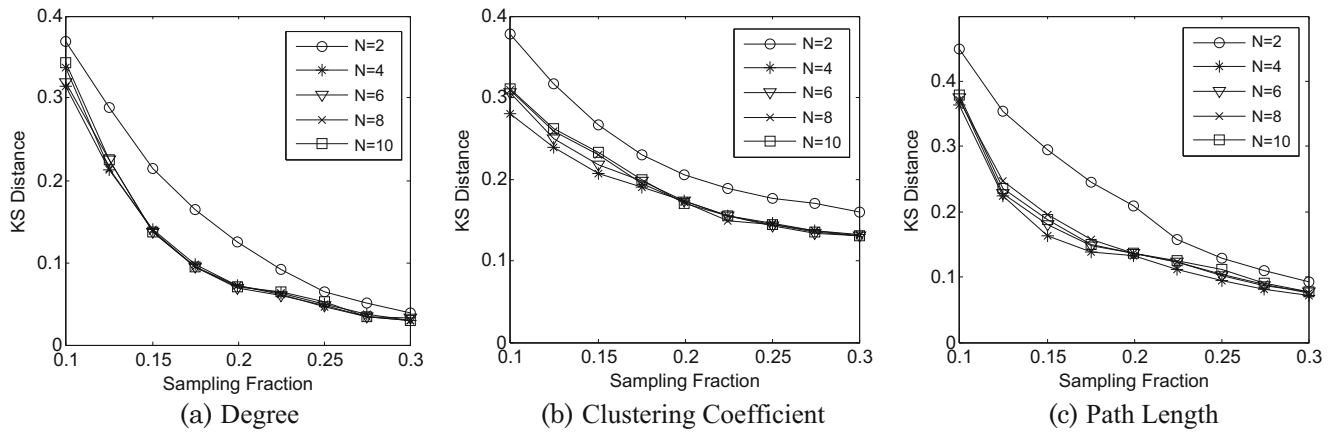 0.4
0.3
0.2
0.1
0
KS Distance
0.1 0.15 0.2 0.25 0.3
Sampling Fraction
N=2
N=4
N=6
N=8
N=10
(a) Degree
0.4
0.3
0.2
0.1
0
KS Distance
0.1 0.15 0.2 0.25 0.3
Sampling Fraction
N=2
N=4
N=6
N=8
N=10
(b) Clustering Coefficient
0.4
0.3
0.2
0.1
0
KS Distance
0.1 0.15 0.2 0.25 0.3
Sampling Fraction
N=2
N=4
N=6
N=8
N=10
(c) Path Length